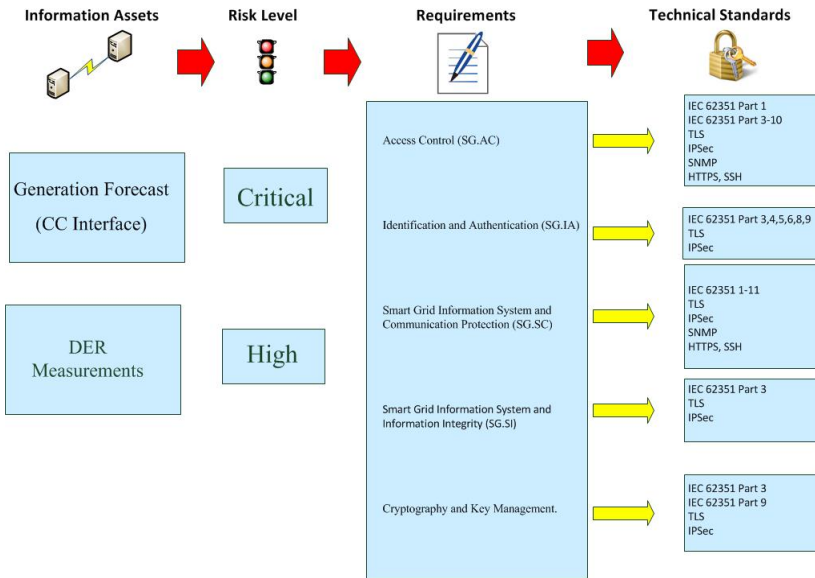 Information Assets
Risk Level
Requirements
Technical Standards
Generation Forecast
(CC Interface)
Critical
DER
Measurements
High
Access Control (SG.AC)
Identification and Authentication (SG.IA)
Smart Grid Information System and
Communication Protection (SG.SC)
Smart Grid Information System and
Information Integrity (SG.SI)
Cryptography and Key Management.
IEC 62351 Part 1
IEC 62351 Part 3-10
TLS
IPSec
SNMP
HTTPS, SSH
IEC 62351 Part 3,4,5,6,8,9
TLS
IPSec
IEC 62351 1-11
TLS
IPSec
SNMP
HTTPS, SSH
IEC 62351 Part 3
TLS
IPSec
IEC 62351 Part 3
IEC 62351 Part 9
TLS
IPSec